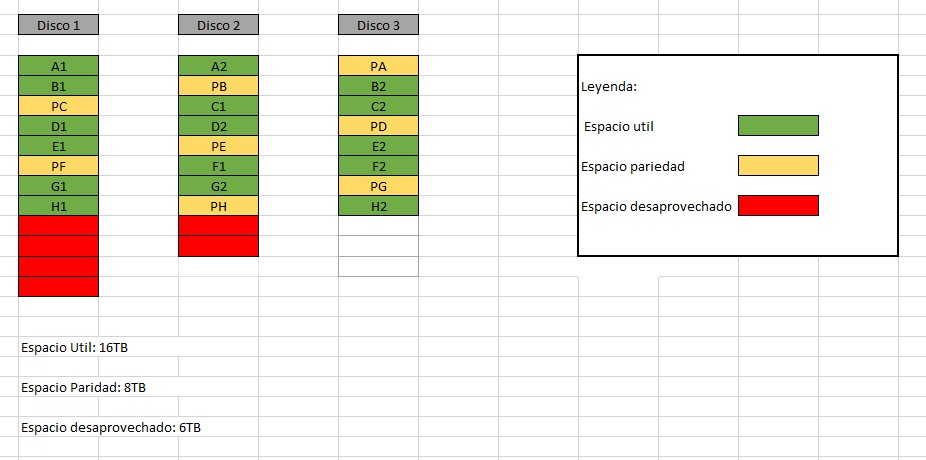 Disco 1 Disco 2 Disco 3
A1 A2 PA
B1 PB B2
PC C1 C2
D1 D2 PD
E1 PE E2
PF F1 F2
G1 G2 PG
H1 PH H2
Leyenda:
Espacio util
Espacio pariedad
Espacio desaprovechado
Espacio Util: 16TB
Espacio Paridad: 8TB
Espacio desaprovechado: 6TB